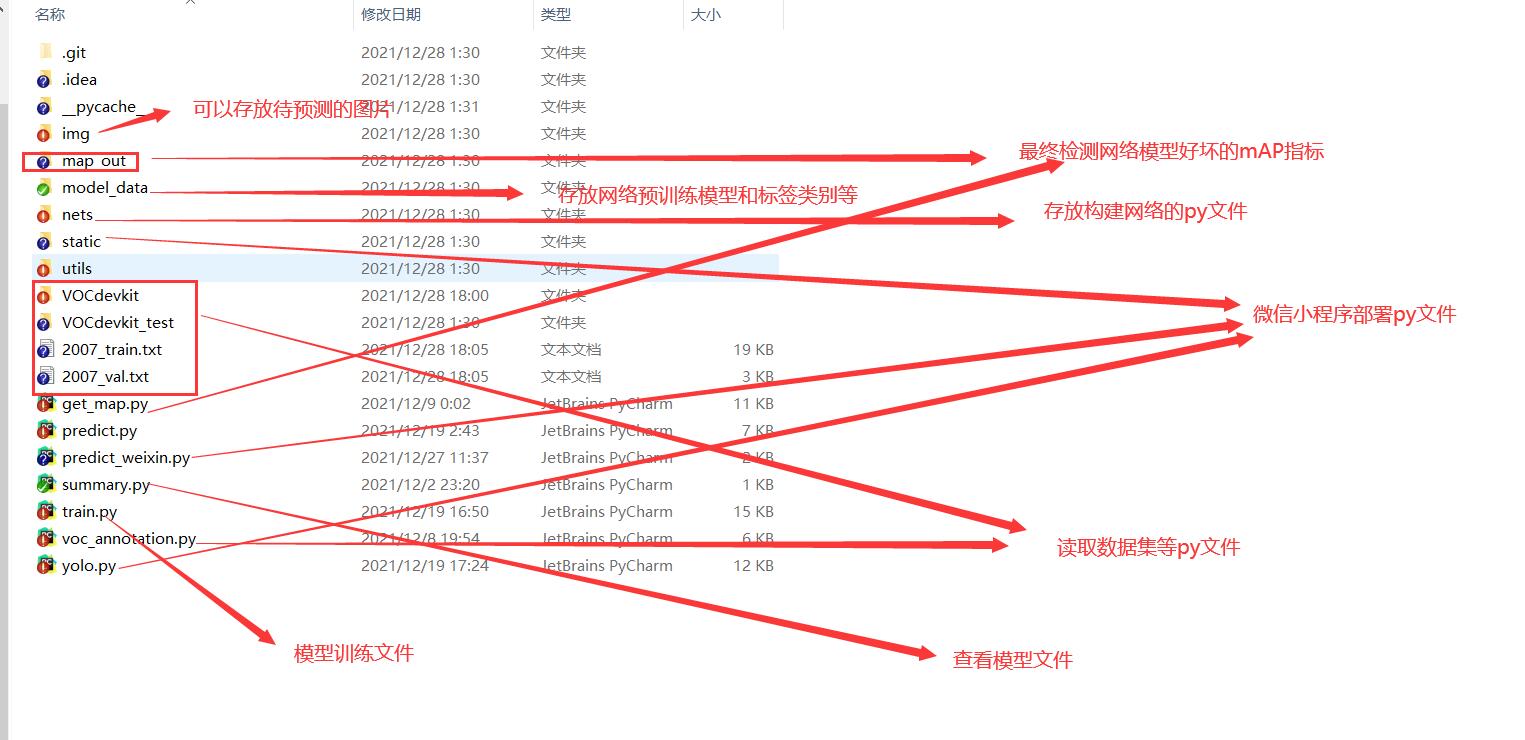 名称 修改日期 类型 大小
.git 2021/12/28 1:30 文件夹
.idea 2021/12/28 1:30 文件夹
__pycache__ 2021/12/28 1:31 文件夹
可以存放待预测的图片
img 2021/12/28 1:30 文件夹
map_out 2021/12/28 1:30 文件夹
最终检测网络模型好坏的mAP指标
model_data 2021/12/28 1:30 文件夹
存放网络预训练模型和标签类别等
nets 2021/12/28 1:30 文件夹
存放构建网络的py文件
static 2021/12/28 1:30 文件夹
utils 2021/12/28 1:30 文件夹
VOCdevkit 2021/12/28 18:00 文件夹
微信小程序部署py文件
VOCdevkit_test 2021/12/28 1:30 文件夹
2007_train.txt 2021/12/28 18:05 文本文档 19 KB
2007_val.txt 2021/12/28 18:05 文本文档 3 KB
get_map.py 2021/12/9 0:02 JetBrains PyCharm 11 KB
predict.py 2021/12/19 2:43 JetBrains PyCharm 7 KB
predict_weixin.py 2021/12/27 11:37 JetBrains PyCharm 2 KB
summary.py 2021/12/2 23:20 JetBrains PyCharm 1 KB
train.py 2021/12/19 16:50 JetBrains PyCharm 15 KB
voc_annotation.py 2021/12/8 19:54 JetBrains PyCharm 6 KB
读取数据集等py文件
yolo.py 2021/12/19 17:24 JetBrains PyCharm 12 KB
模型训练文件
查看模型文件